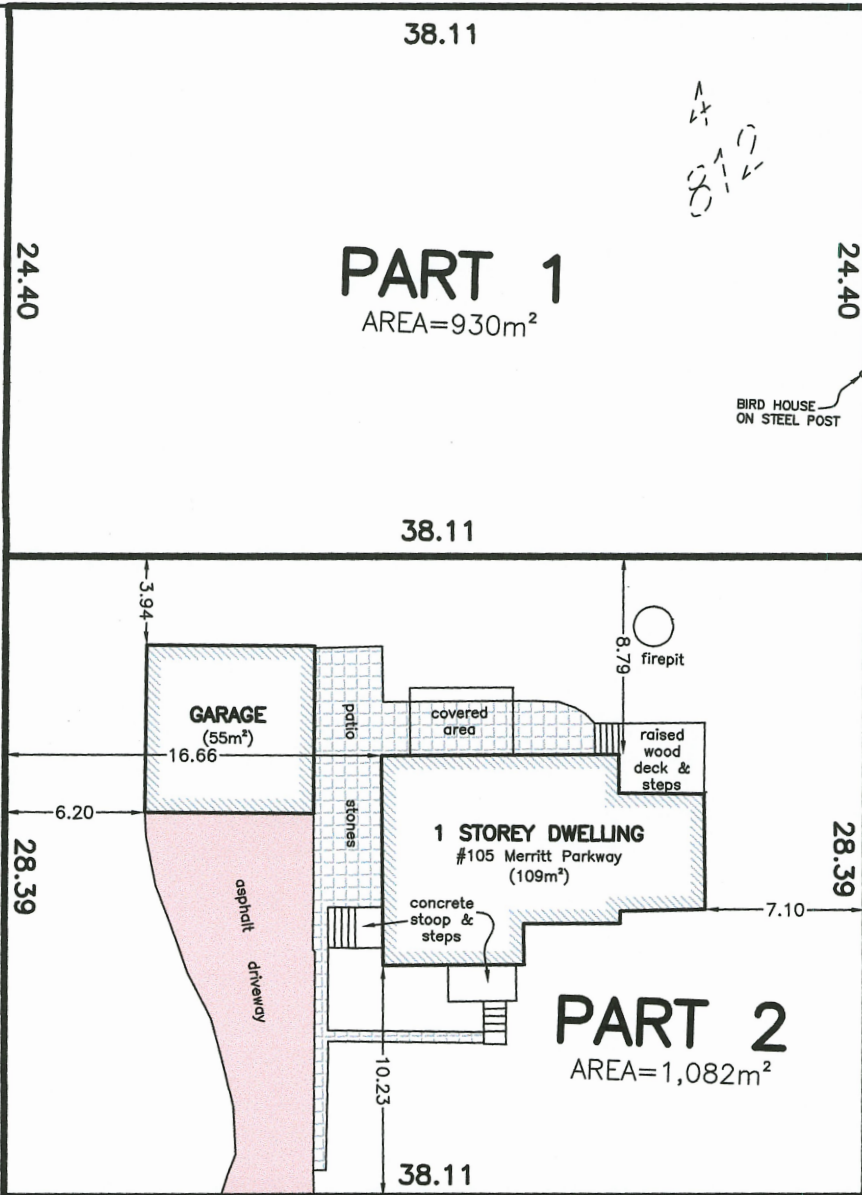 38.11
24.40
24.40
PART 1
AREA=930m²
BIRD HOUSE
ON STEEL POST
38.11
3.94
8.79
firepit
GARAGE
(55m²)
patio
stones
covered
area
raised
wood
deck &
steps
16.66
6.20
1 STOREY DWELLING
#105 Merritt Parkway
(109m²)
28.39
28.39
concrete
stoop &
steps
7.10
asphalt driveway
PART 2
AREA=1,082m²
10.23
38.11